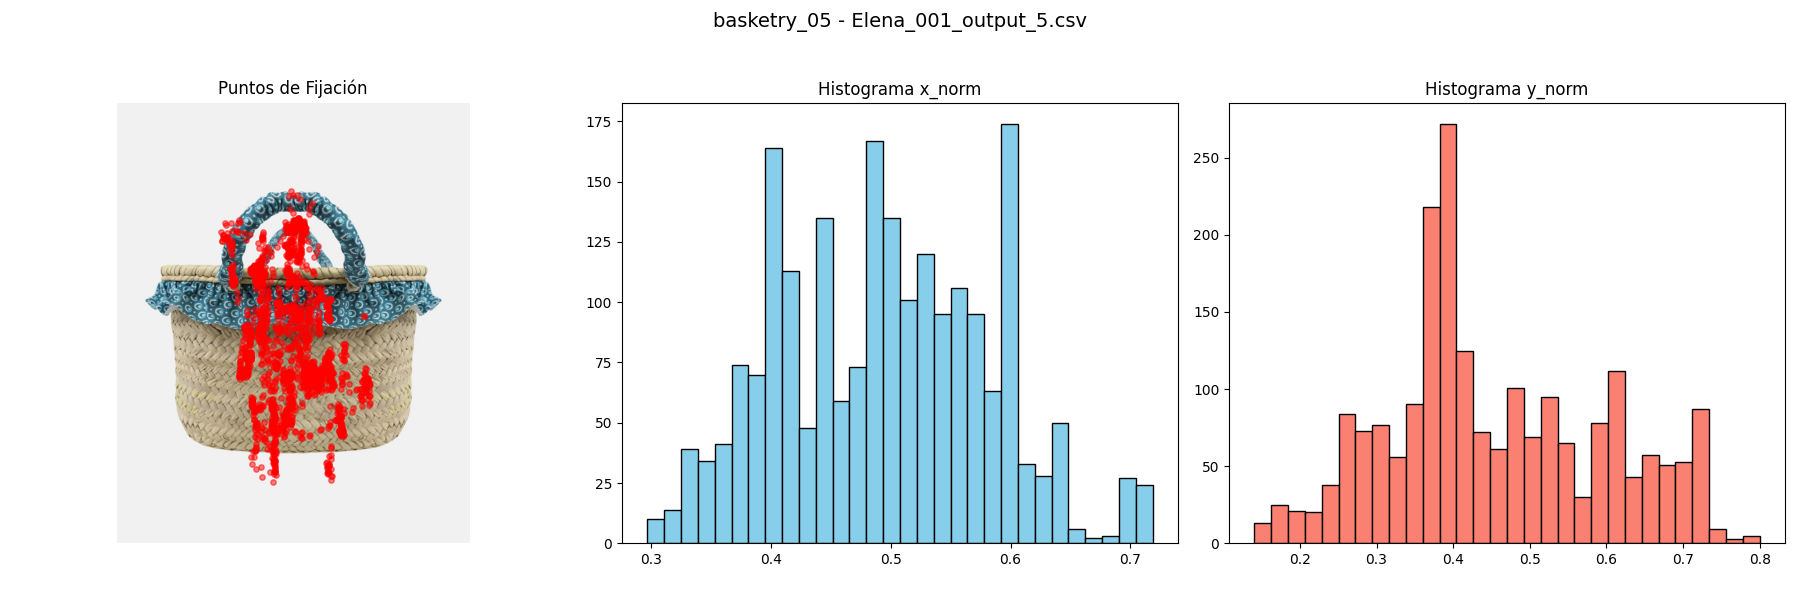 basketry_05 - Elena_001_output_5.csv
Puntos de Fijación
Histograma x_norm
Histograma y_norm
175
150
125
100
75
50
25
0
0.3 0.4 0.5 0.6 0.7
250
200
150
100
50
0
0.2 0.3 0.4 0.5 0.6 0.7 0.8